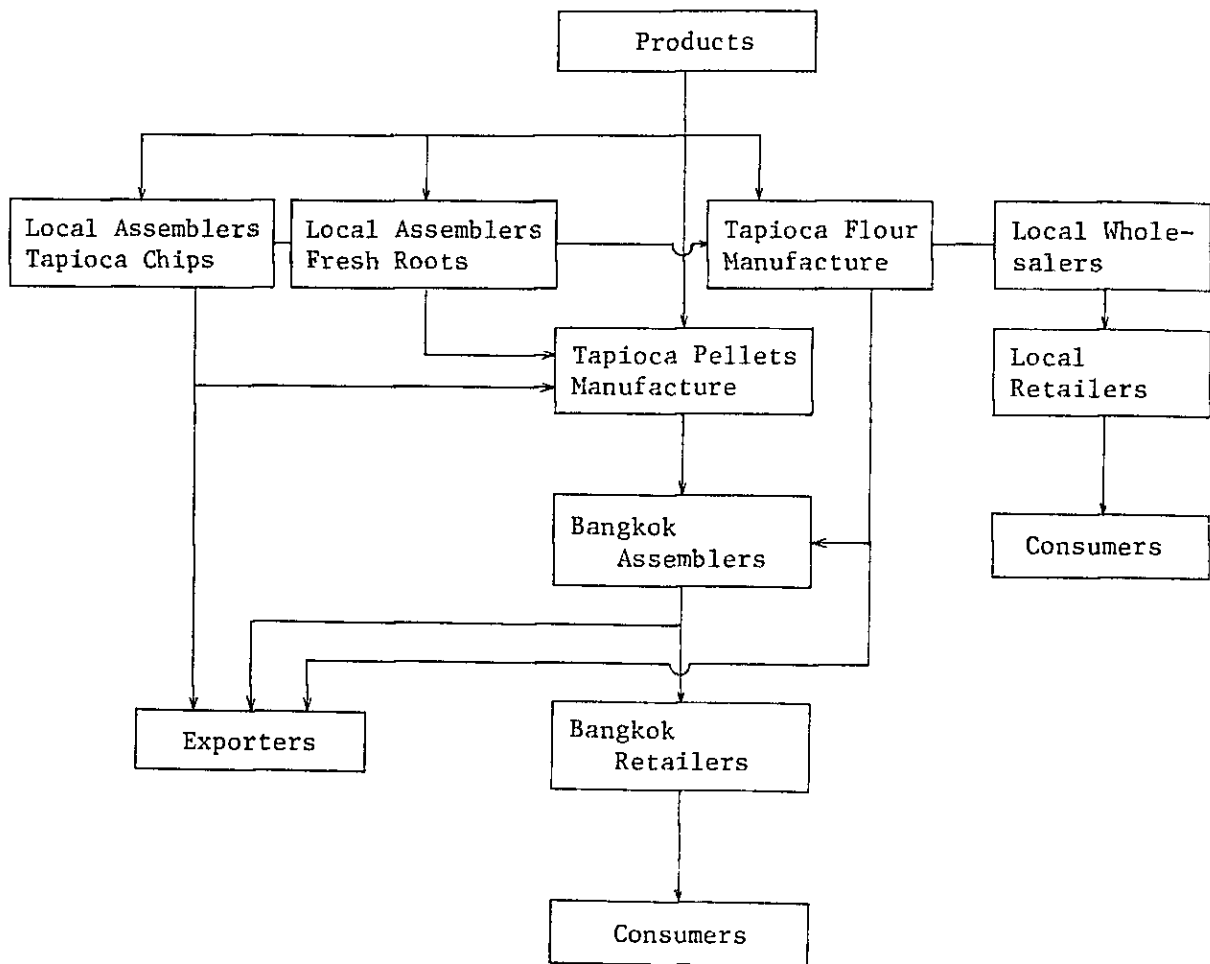 Products
Local Assemblers
Tapioca Chips
Local Assemblers
Fresh Roots
Tapioca Flour
Manufacture
Local Whole-
salers
Tapioca Pellets
Manufacture
Local
Retailers
Bangkok
Assemblers
Consumers
Exporters
Bangkok
Retailers
Consumers